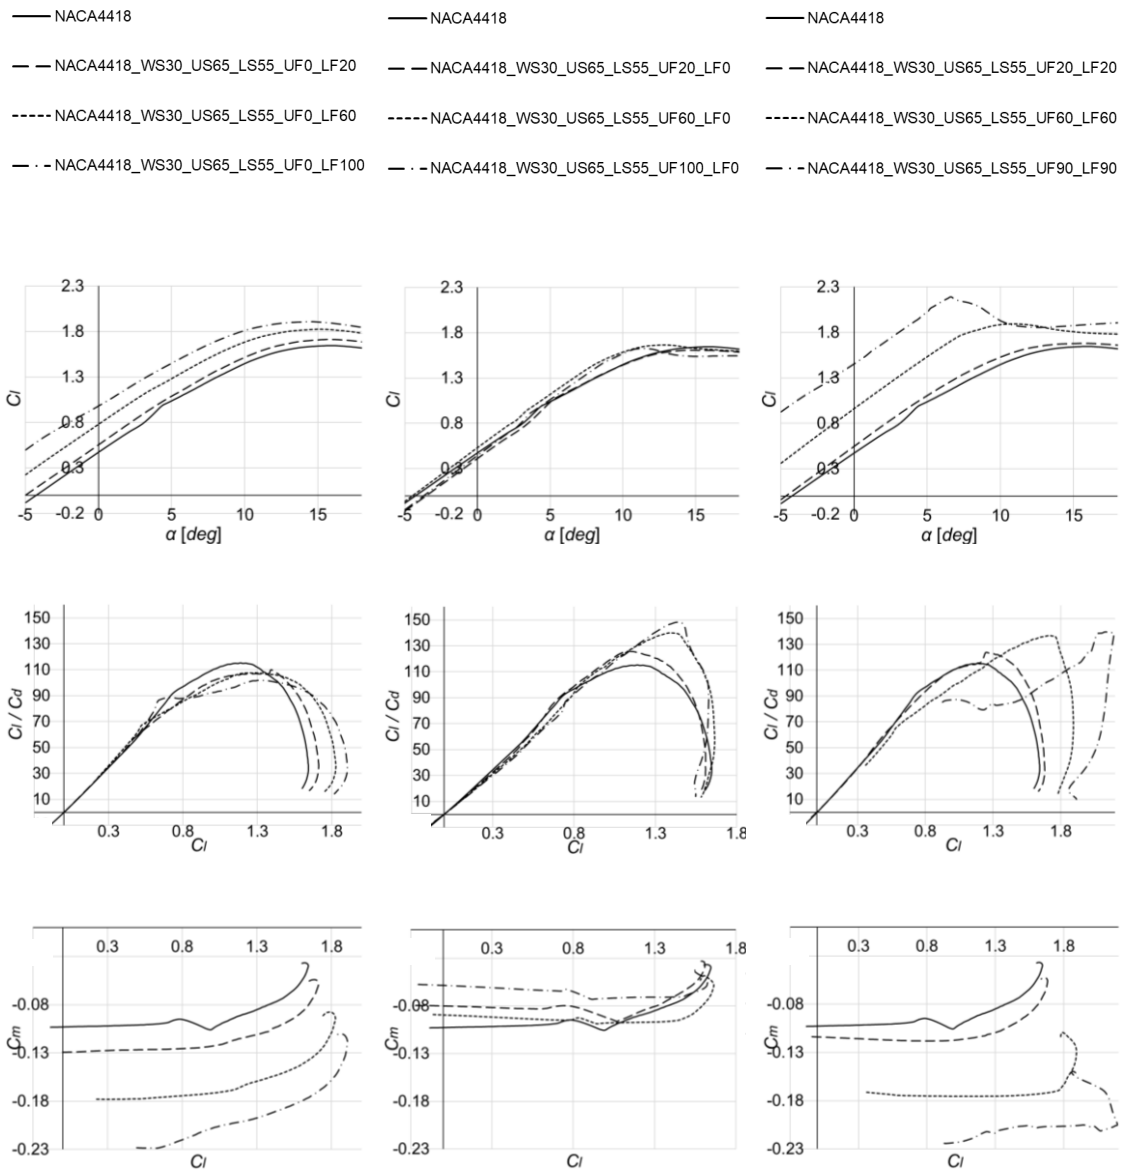 NACA4418 NACA4418 NACA4418
NACA4418_WS30_US65_LS55_UF0_LF20 NACA4418_WS30_US65_LS55_UF20_LF0 NACA4418_WS30_US65_LS55_UF20_LF20
NACA4418_WS30_US65_LS55_UF0_LF60 NACA4418_WS30_US65_LS55_UF60_LF0 NACA4418_WS30_US65_LS55_UF60_LF60
NACA4418_WS30_US65_LS55_UF0_LF100 NACA4418_WS30_US65_LS55_UF100_LF0 NACA4418_WS30_US65_LS55_UF90_LF90
2.3 2.3 2.3
1.8 1.8 1.8
1.3 1.3 1.3
Cl Cl Cl
0.8 0.8 0.8
0.3 0.3 0.3
-5 -0.2 0 5 10 15 -5 -0.2 0 5 10 15 -5 -0.2 0 5 10 15
α [deg] α [deg] α [deg]
150 150 150
130 130 130
110 110 110
90 90 90
Cl / Cd Cl / Cd Cl / Cd
70 70 70
50 50 50
30 30 30
10 10 10
0.3 0.8 1.3 1.8 0.3 0.8 1.3 1.8 0.3 0.8 1.3 1.8
Cl Cl Cl
0.3 0.8 1.3 1.8 0.3 0.8 1.3 1.8 0.3 0.8 1.3 1.8
-0.08 -0.08 -0.08
Cm Cm Cm
-0.13 -0.13 -0.13
-0.18 -0.18 -0.18
-0.23 -0.23 -0.23
Cl Cl Cl